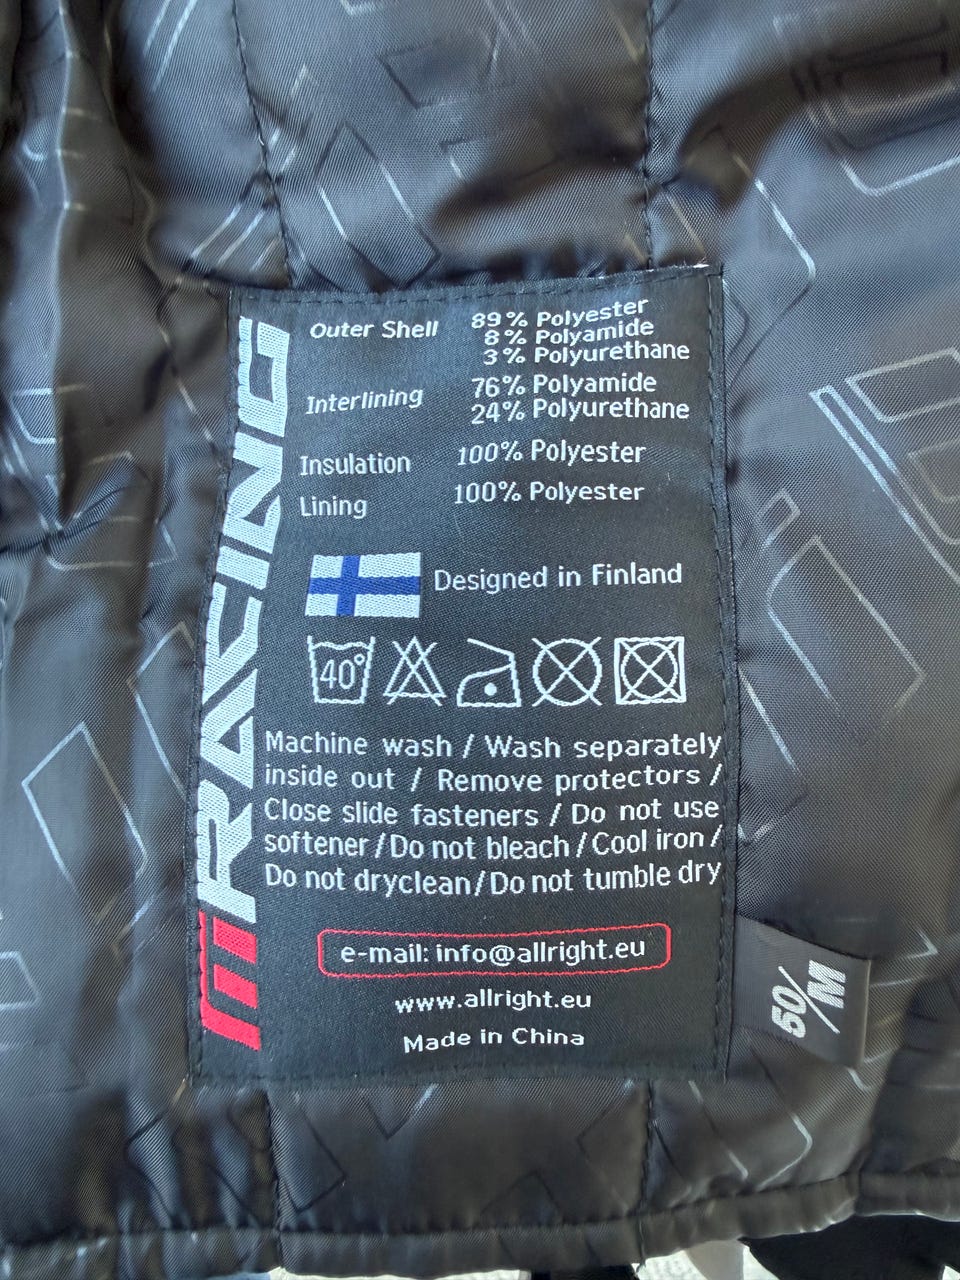 RACING
Outer Shell 89% Polyester
8% Polyamide
3% Polyurethane
Interlining 76% Polyamide
24% Polyurethane
Insulation 100% Polyester
Lining 100% Polyester
Designed in Finland
40°
Machine wash / Wash separately
inside out / Remove protectors /
Close slide fasteners / Do not use
softener/Do not bleach/Cool iron/
Do not dryclean/Do not tumble dry
e-mail: info@allright.eu
www.allright.eu
Made in China
50/
M